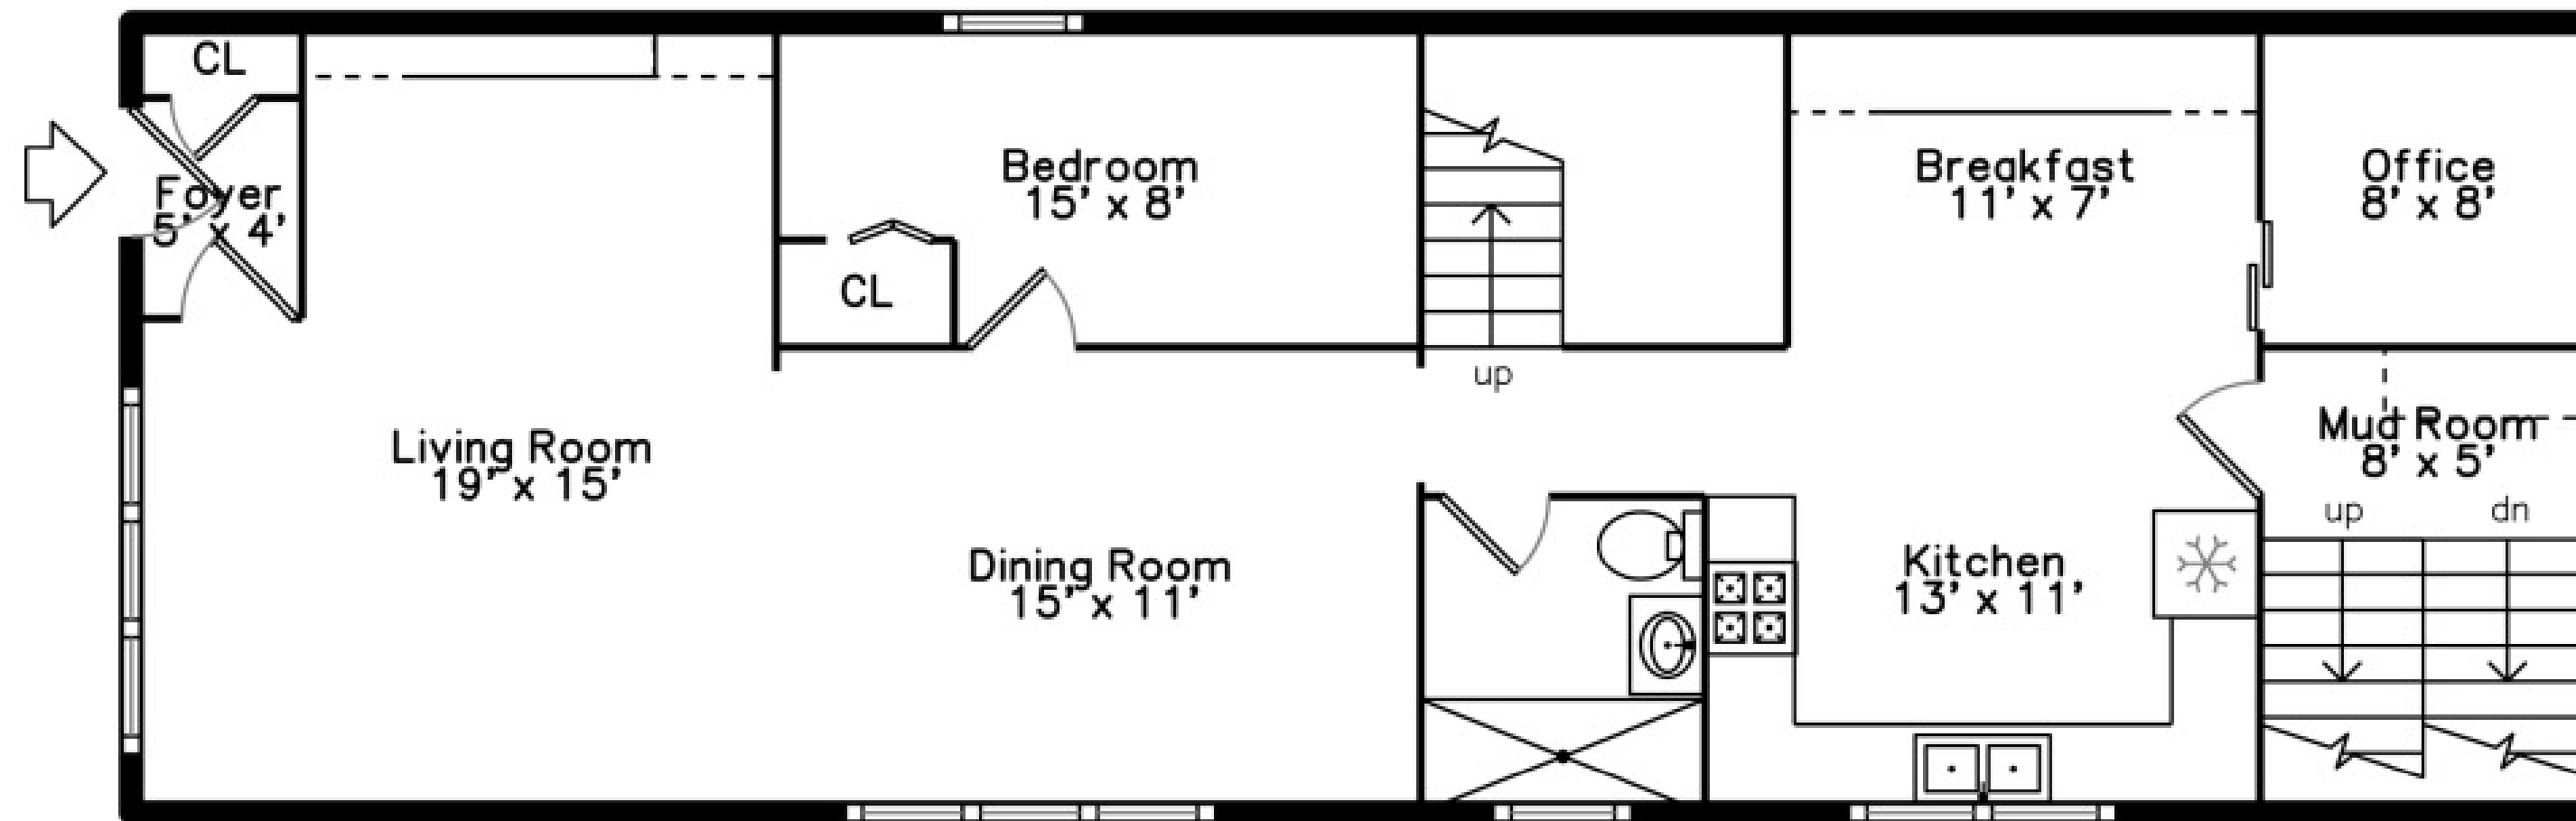 CL
Foyer
5' x 4'
Living Room
19' x 15'
Bedroom
15' x 8'
CL
Dining Room
15' x 11'
up
Breakfast
11' x 7'
Kitchen
13' x 11'
Office
8' x 8'
Mud Room
8' x 5'
up
dn